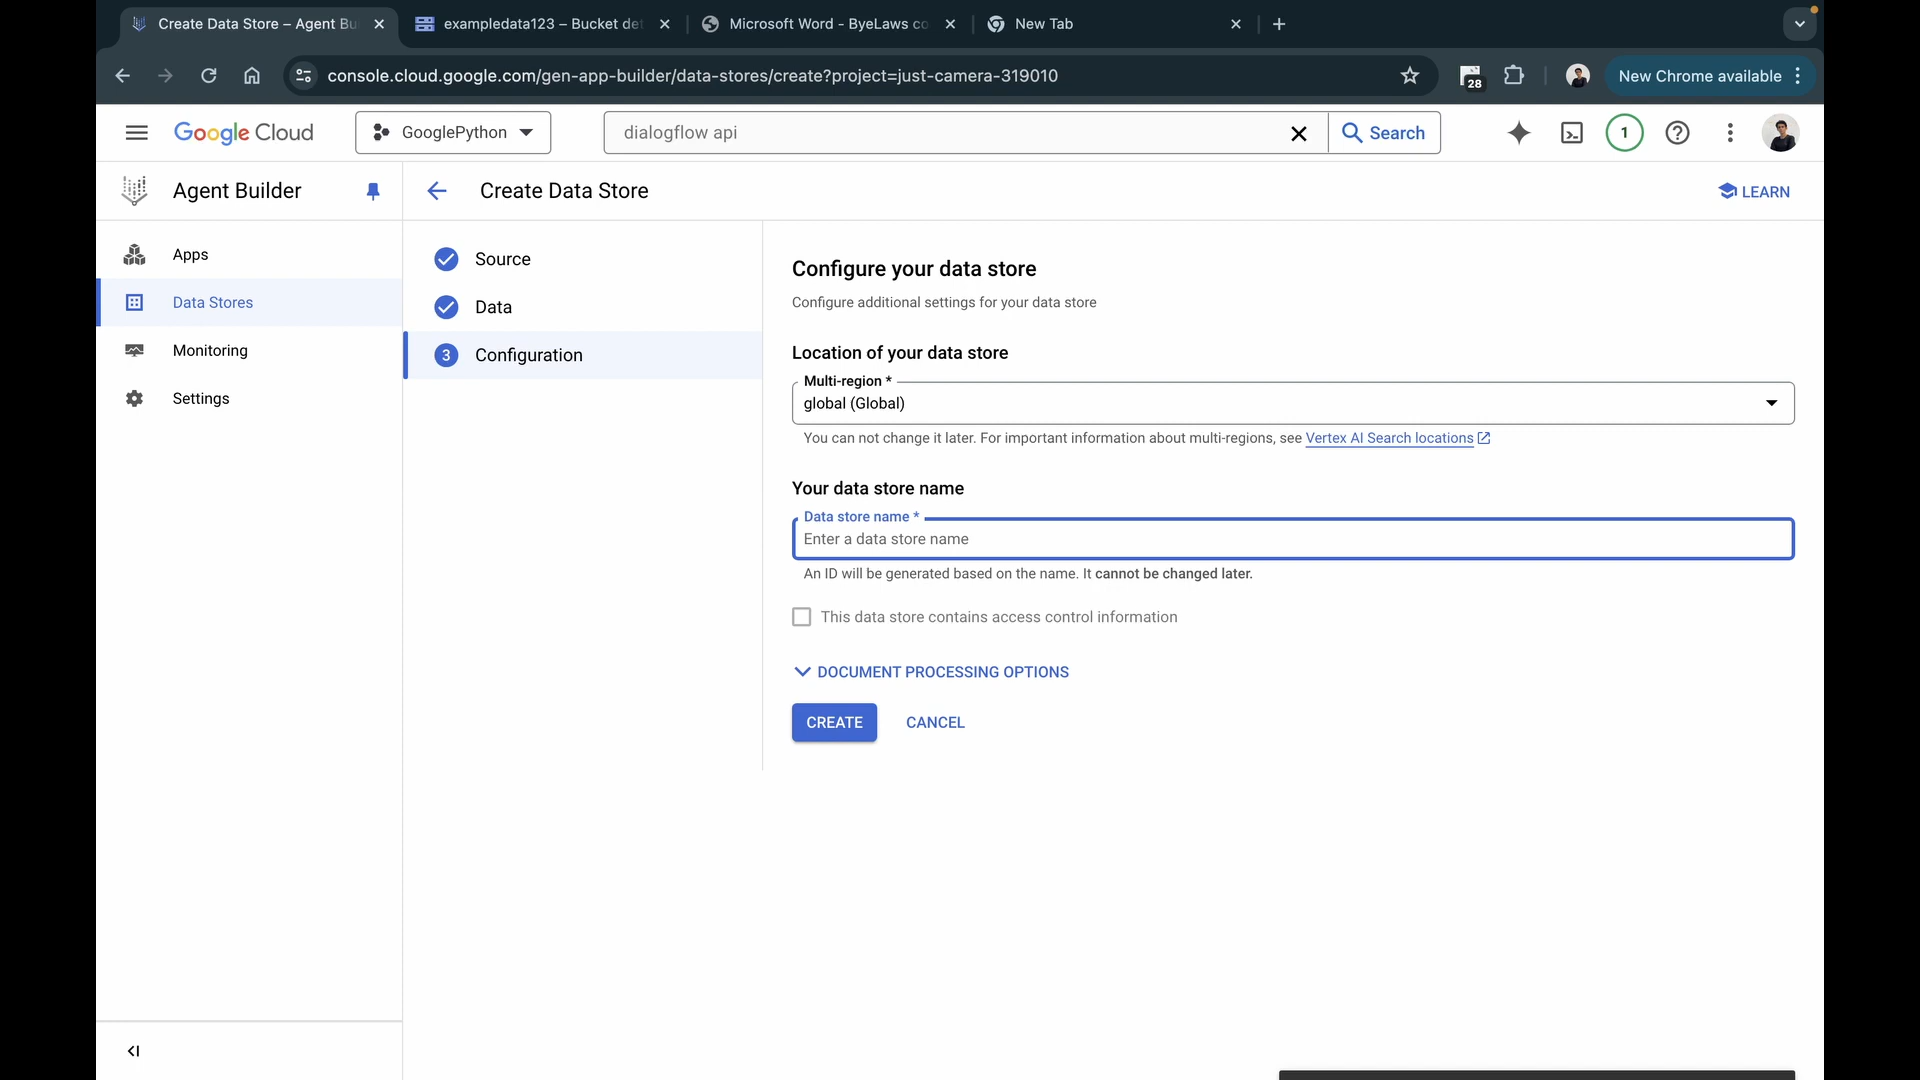 Create Data Store – Agent Bu
exampledata123 – Bucket det
Microsoft Word - ByeLaws co
New Tab
console.cloud.google.com/gen-app-builder/data-stores/create?project=just-camera-319010
28
New Chrome available
Google Cloud
GooglePython
dialogflow api
Search
1
Agent Builder
Create Data Store
LEARN
Apps
Data Stores
Monitoring
Settings
Source
Data
3 Configuration
Configure your data store
Configure additional settings for your data store
Location of your data store
Multi-region *
global (Global)
You can not change it later. For important information about multi-regions, see Vertex AI Search locations
Your data store name
Data store name *
Enter a data store name
An ID will be generated based on the name. It cannot be changed later.
This data store contains access control information
DOCUMENT PROCESSING OPTIONS
CREATE
CANCEL